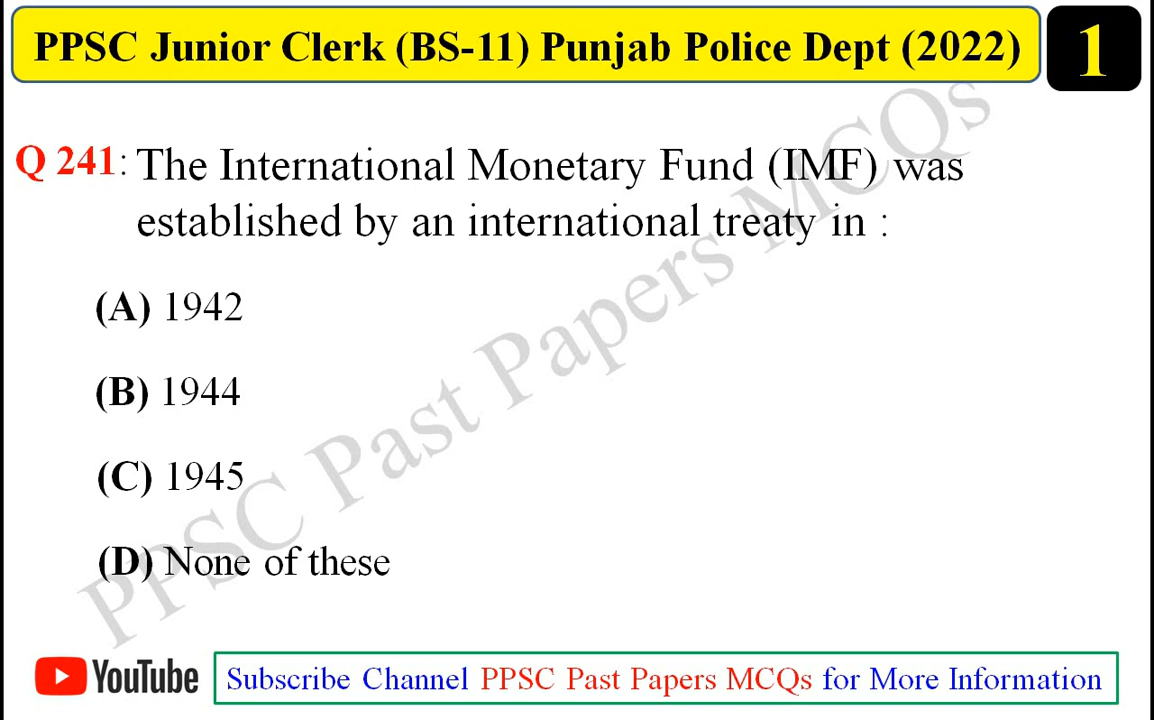 PPSC Junior Clerk (BS-11) Punjab Police Dept (2022)
1
Q 241: The International Monetary Fund (IMF) was
established by an international treaty in :
(A) 1942
(B) 1944
(C) 1945
(D) None of these
PPSC Past Papers MCQs
YouTube
Subscribe Channel PPSC Past Papers MCQs for More Information